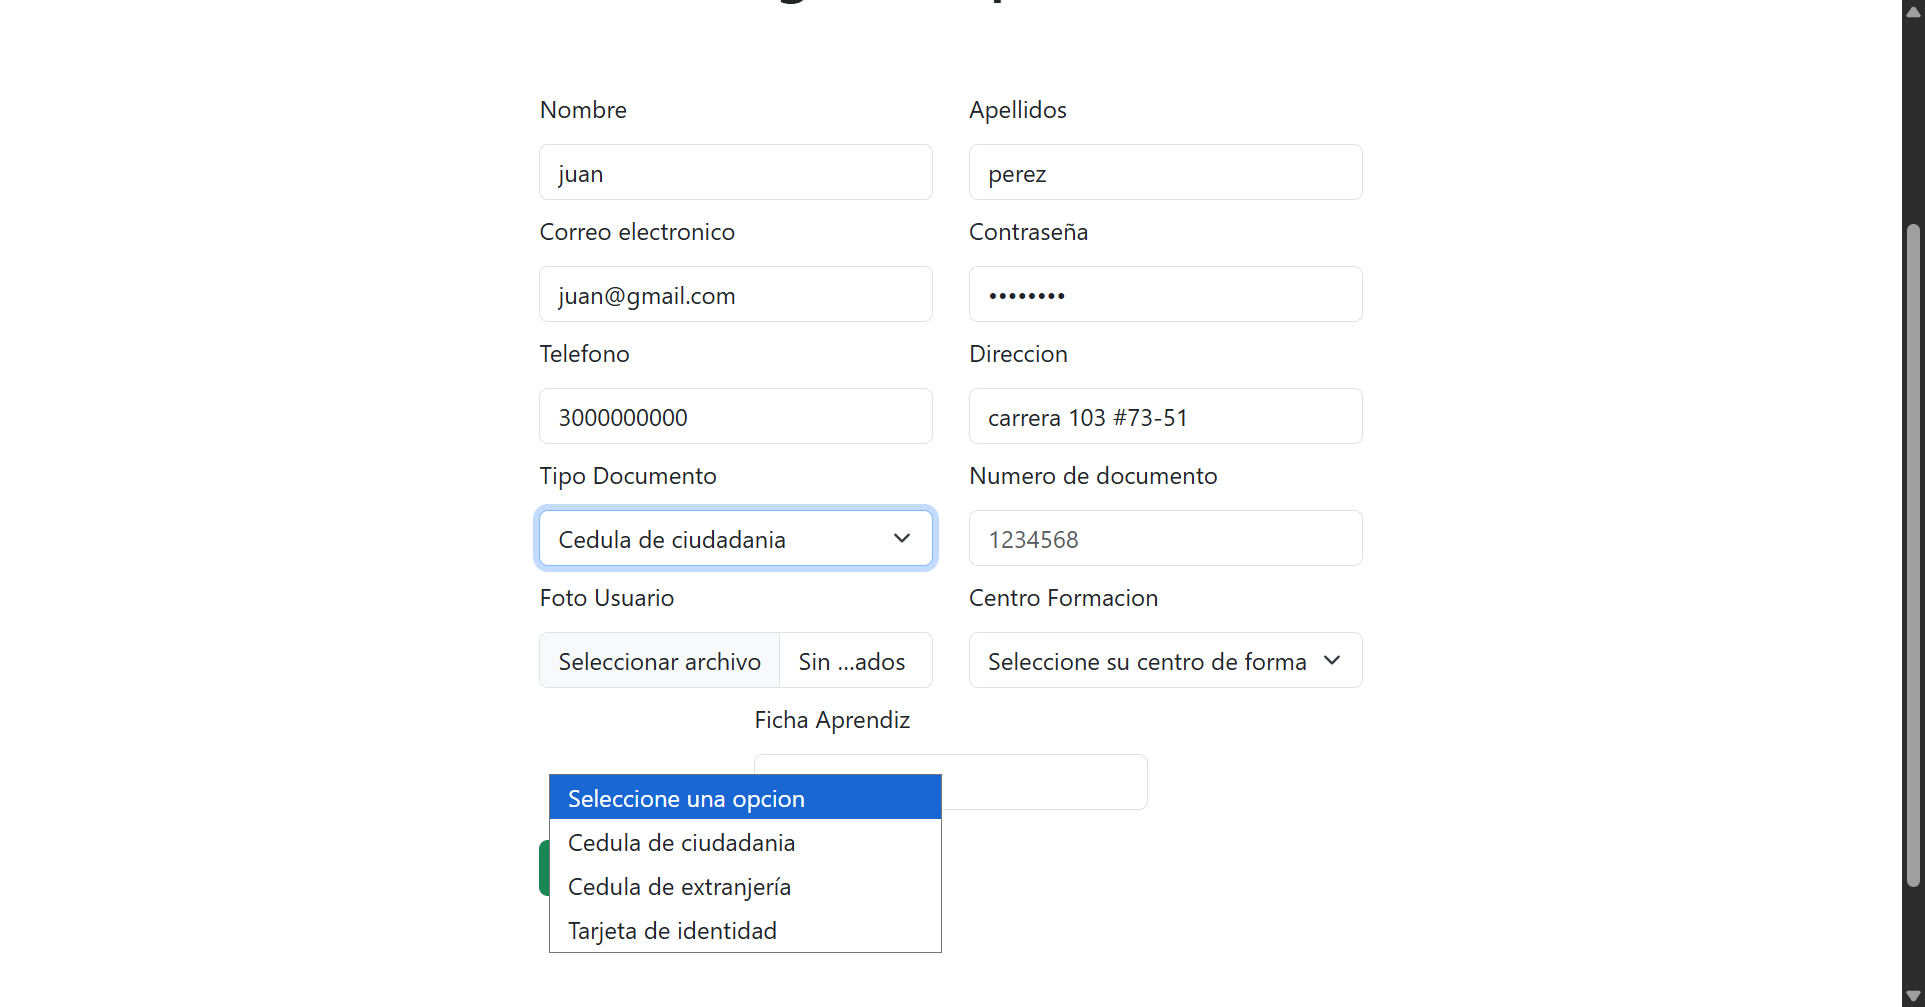 Nombre
Apellidos
juan
perez
Correo electronico
Contraseña
juan@gmail.com
••••••••
Telefono
Direccion
3000000000
carrera 103 #73-51
Tipo Documento
Numero de documento
Cedula de ciudadania
1234568
Foto Usuario
Centro Formacion
Seleccionar archivo
Sin ...ados
Seleccione su centro de forma
Ficha Aprendiz
Seleccione una opcion
Cedula de ciudadania
Cedula de extranjería
Tarjeta de identidad